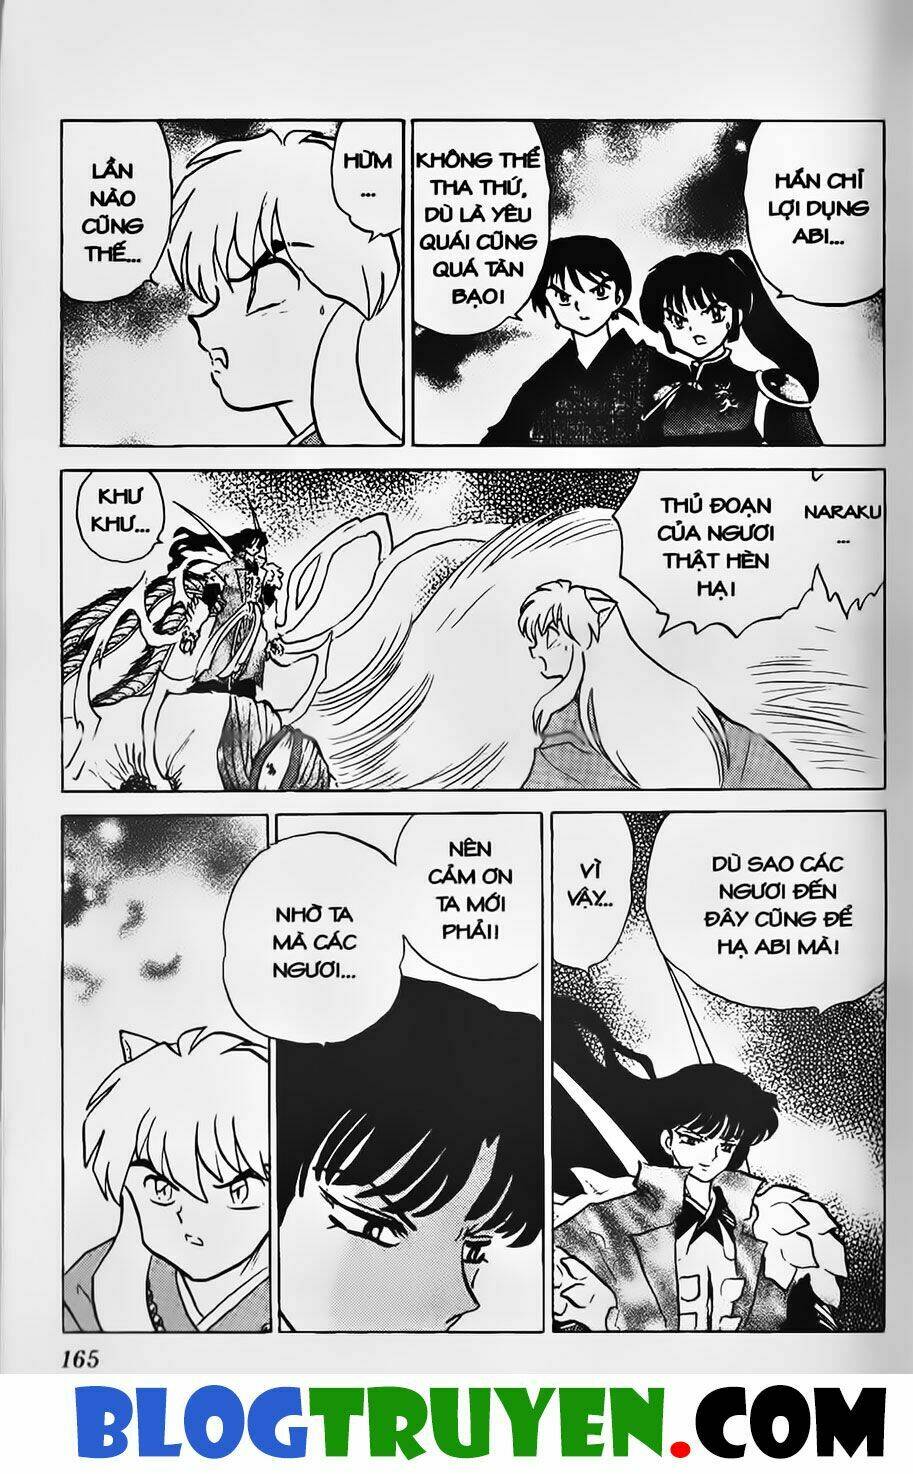 HẮN CHỈ
LỢI DỤNG
ABI...
KHÔNG THỂ
THA THỨ,
DÙ LÀ YÊU
QUÁI CŨNG
QUÁ TÀN
BẠO!
HỪM
...
LẦN
NÀO
CŨNG
THẾ...
NARAKU
...
THỦ ĐOẠN
CỦA NGƯƠI
THẬT HÈN
HẠ!
KHƯ
KHƯ...
DÙ SAO CÁC
NGƯƠI ĐẾN
ĐÂY CŨNG ĐỂ
HẠ ABI MÀ!
VÌ
VẬY...
NÊN
CẢM ƠN
TA MỚI
PHẢI!
NHỜ TA
MÀ CÁC
NGƯƠI...
165
BLOGTRUYEN.COM